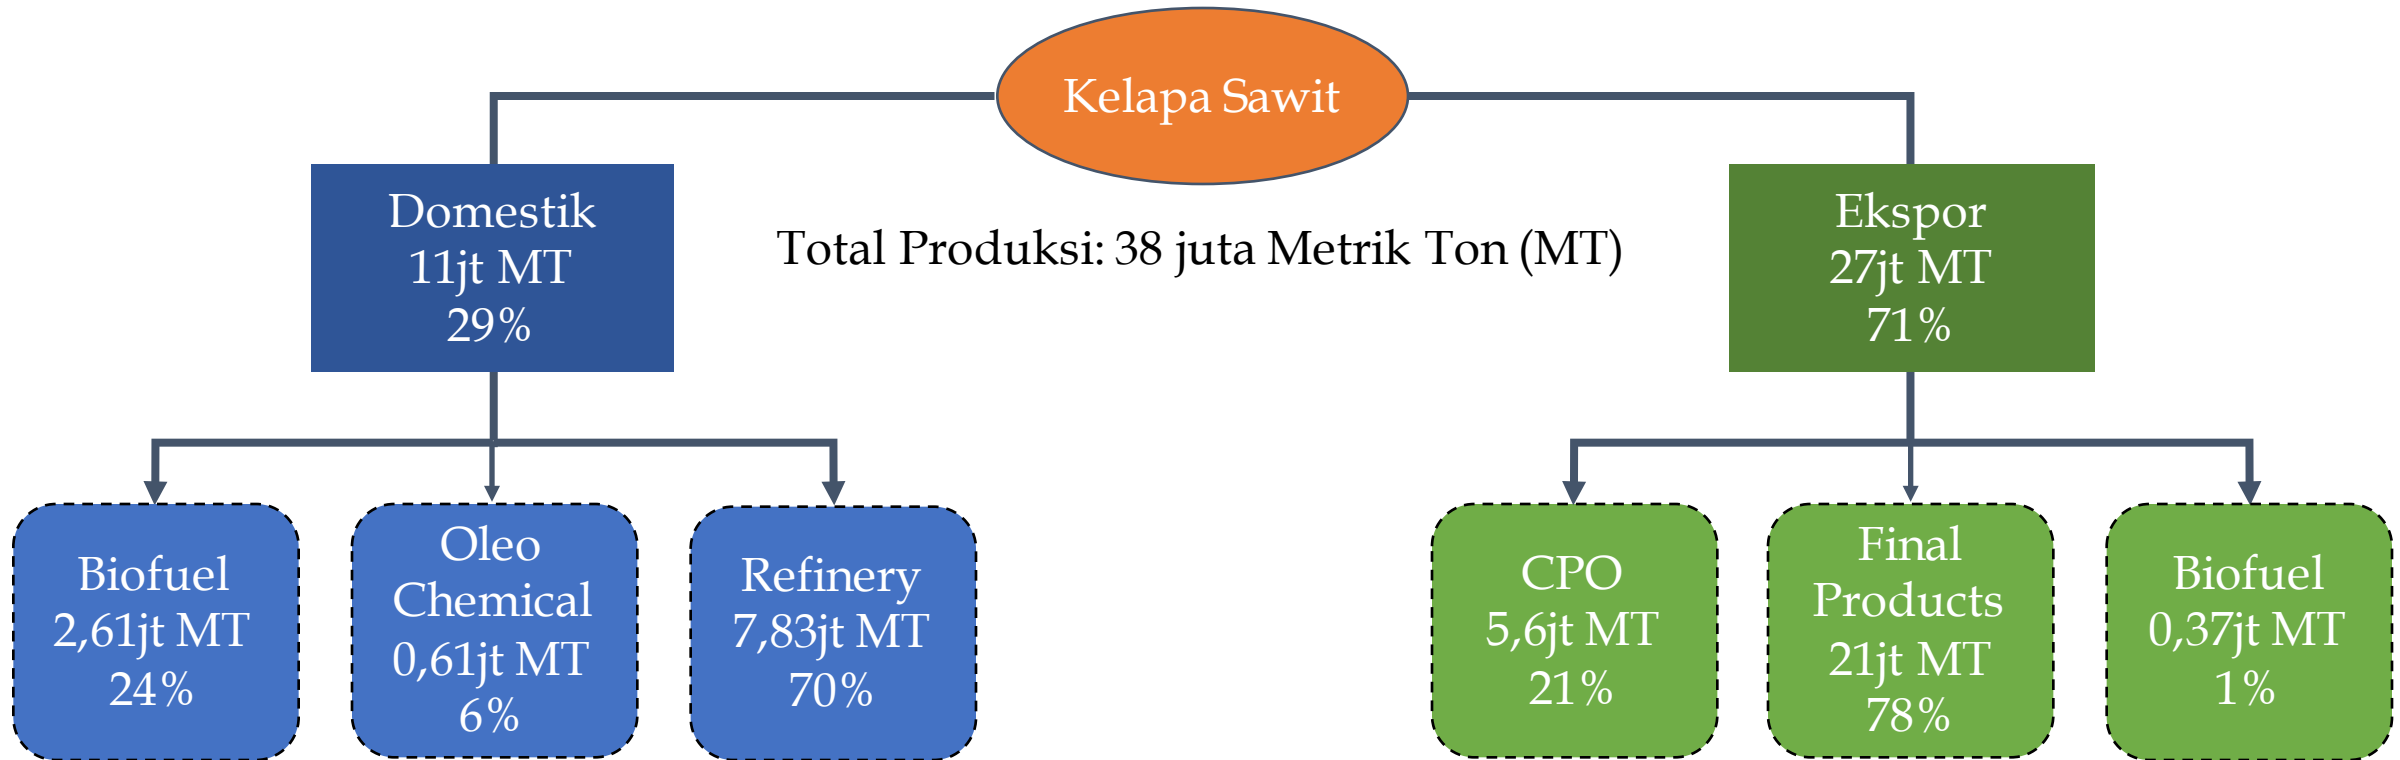 Kelapa Sawit
Domestik
11jt MT
29%
Total Produksi: 38 juta Metrik Ton (MT)
Ekspor
27jt MT
71%
Biofuel
2,61jt MT
24%
Oleo
Chemical
0,61jt MT
6%
Refinery
7,83jt MT
70%
CPO
5,6jt MT
21%
Final
Products
21jt MT
78%
Biofuel
0,37jt MT
1%